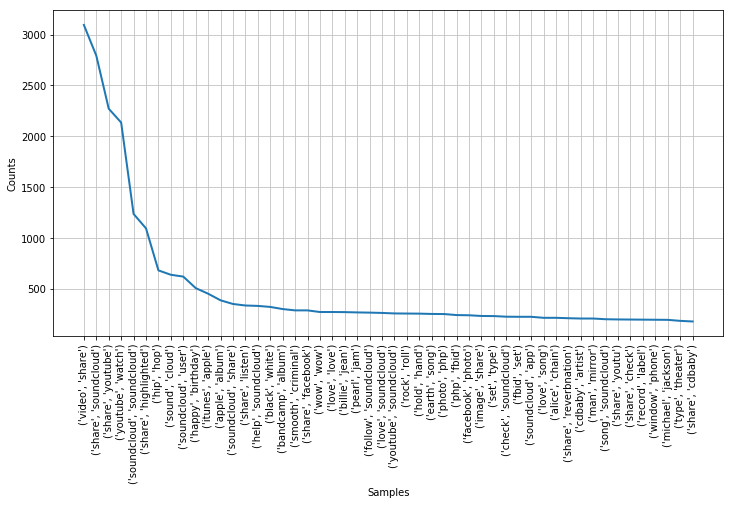 3000
2500
2000
1500
1000
500
Counts
('video', 'share')
('share', 'soundcloud')
('share', 'youtube')
('youtube', 'watch')
('soundcloud', 'soundcloud')
('share', 'highlighted')
('hip', 'hop')
('sound', 'cloud')
('soundcloud', 'user')
('happy', 'birthday')
('itunes', 'apple')
('apple', 'album')
('soundcloud', 'share')
('share', 'listen')
('help', 'soundcloud')
('black', 'white')
('bandcamp', 'album')
('smooth', 'criminal')
('share', 'facebook')
('wow', 'wow')
('love', 'love')
('billie', 'jean')
('pearl', 'jam')
('follow', 'soundcloud')
('love', 'soundcloud')
('youtube', 'soundcloud')
('rock', 'roll')
('hold', 'hand')
('earth', 'song')
('photo', 'php')
('php', 'fbid')
('facebook', 'photo')
('image', 'share')
('set', 'type')
('check', 'soundcloud')
('fbid', 'set')
('soundcloud', 'app')
('love', 'song')
('alice', 'chain')
('share', 'reverbnation')
('cdbaby', 'artist')
('man', 'mirror')
('song', 'soundcloud')
('share', 'youtu')
('share', 'check')
('record', 'label')
('window', 'phone')
('michael', 'jackson')
('type', 'theater')
('share', 'cdbaby')
Samples